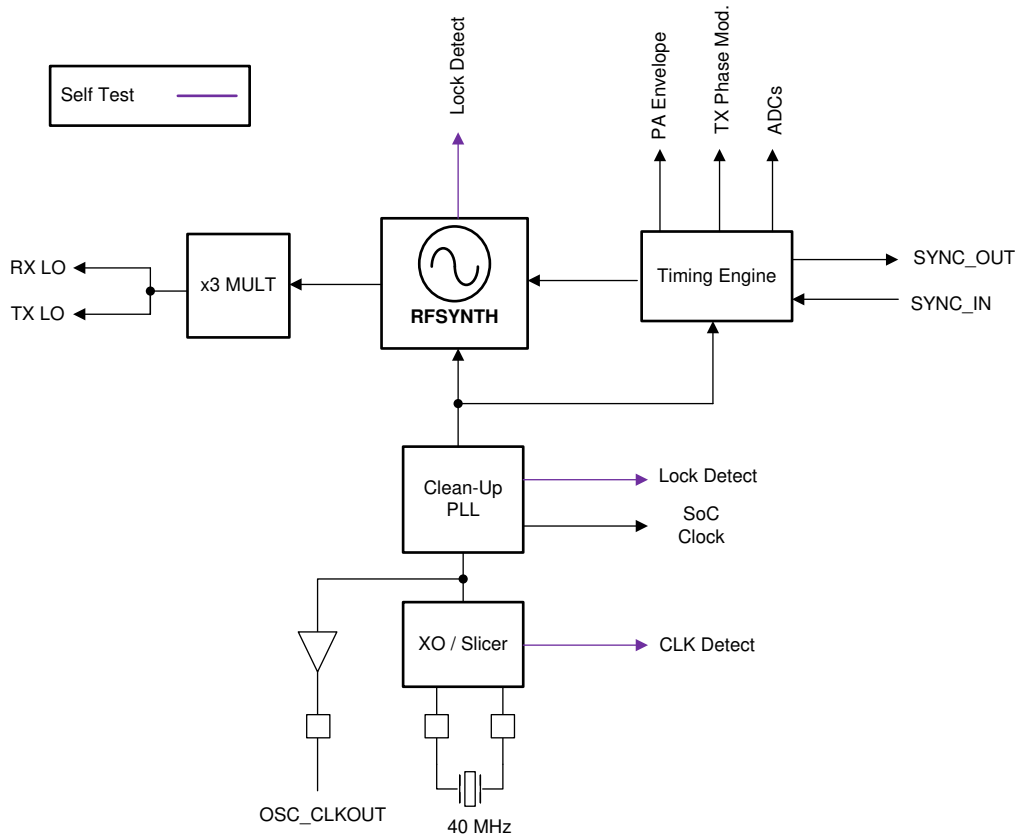 Self Test
Lock Detect
PA Envelope
TX Phase Mod.
ADCs
RX LO
TX LO
x3 MULT
RFSYNTH
Timing Engine
SYNC_OUT
SYNC_IN
Clean-Up
PLL
Lock Detect
SoC
Clock
XO / Slicer
CLK Detect
OSC_CLKOUT
40 MHz